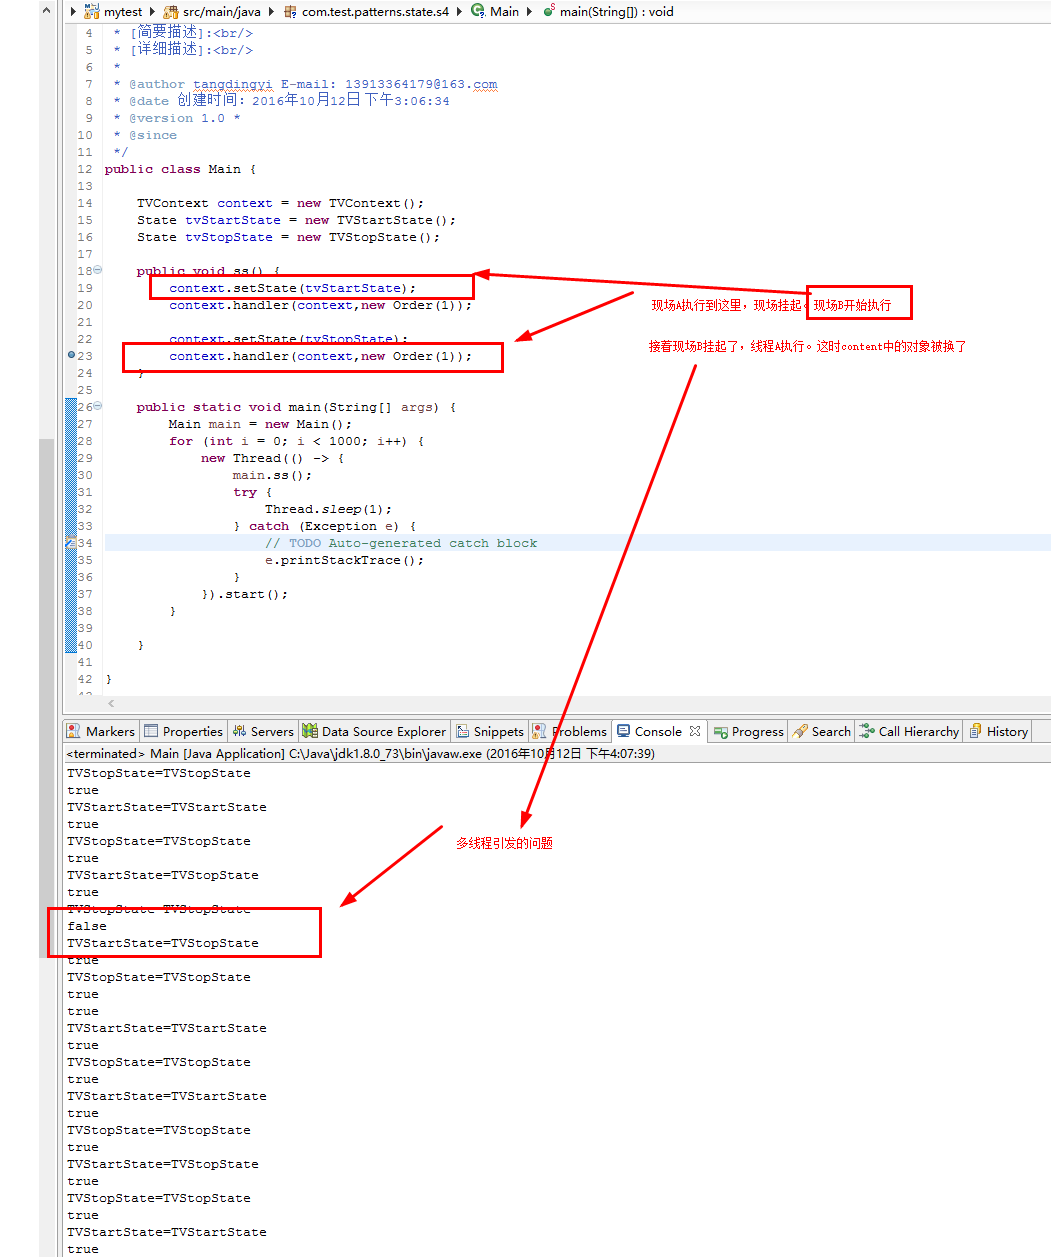 mytest src/main/java com.test.patterns.state.s4 Main main(String[]) : void
4 * [简要描述]:<br/>
5 * [详细描述]:<br/>
6 *
7 * @author tangdingyi E-mail: 13913364179@163.com
8 * @date 创建时间：2016年10月12日 下午3:06:34
9 * @version 1.0 *
10 * @since
11 */
12 public class Main {
13
14 TVContext context = new TVContext();
15 State tvStartState = new TVStartState();
16 State tvStopState = new TVStopState();
17
18 public void ss() {
19 context.setState(tvStartState);
20 context.handler(context,new Order(1));
现场A执行到这里，现场挂起。现场B开始执行
21
22 context.setState(tvStopState);
23 context.handler(context,new Order(1));
接着现场B挂起了，线程A执行。这时content中的对象被换了
24 }
25
26 public static void main(String[] args) {
27 Main main = new Main();
28 for (int i = 0; i < 1000; i++) {
29 new Thread(() -> {
30 main.ss();
31 try {
32 Thread.sleep(1);
33 } catch (Exception e) {
34 // TODO Auto-generated catch block
35 e.printStackTrace();
36 }
37 }).start();
38 }
39
40 }
41
42 }
Markers Properties Servers Data Source Explorer Snippets Problems Console Progress Search Call Hierarchy History
<terminated> Main [Java Application] C:\Java\jdk1.8.0_73\bin\javaw.exe (2016年10月12日 下午4:07:39)
TVStopState=TVStopState
true
TVStartState=TVStartState
true
TVStopState=TVStopState
多线程引发的问题
true
TVStartState=TVStopState
true
TVStopState=TVStopState
false
TVStartState=TVStopState
true
TVStopState=TVStopState
true
true
TVStartState=TVStartState
true
TVStopState=TVStopState
true
TVStartState=TVStartState
true
TVStopState=TVStopState
true
TVStartState=TVStopState
true
TVStopState=TVStopState
true
TVStartState=TVStartState
true